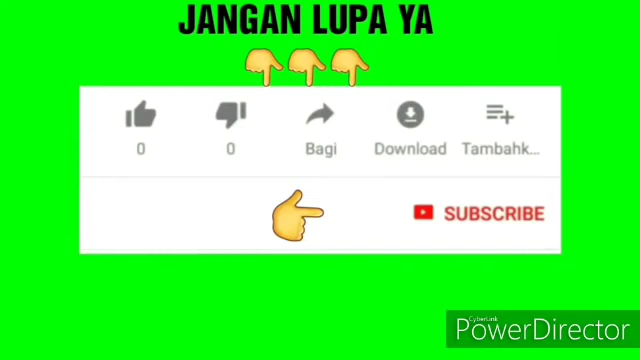 JANGAN LUPA YA
0 0 Bagi Download Tambahk...
SUBSCRIBE
CyberLink
PowerDirector